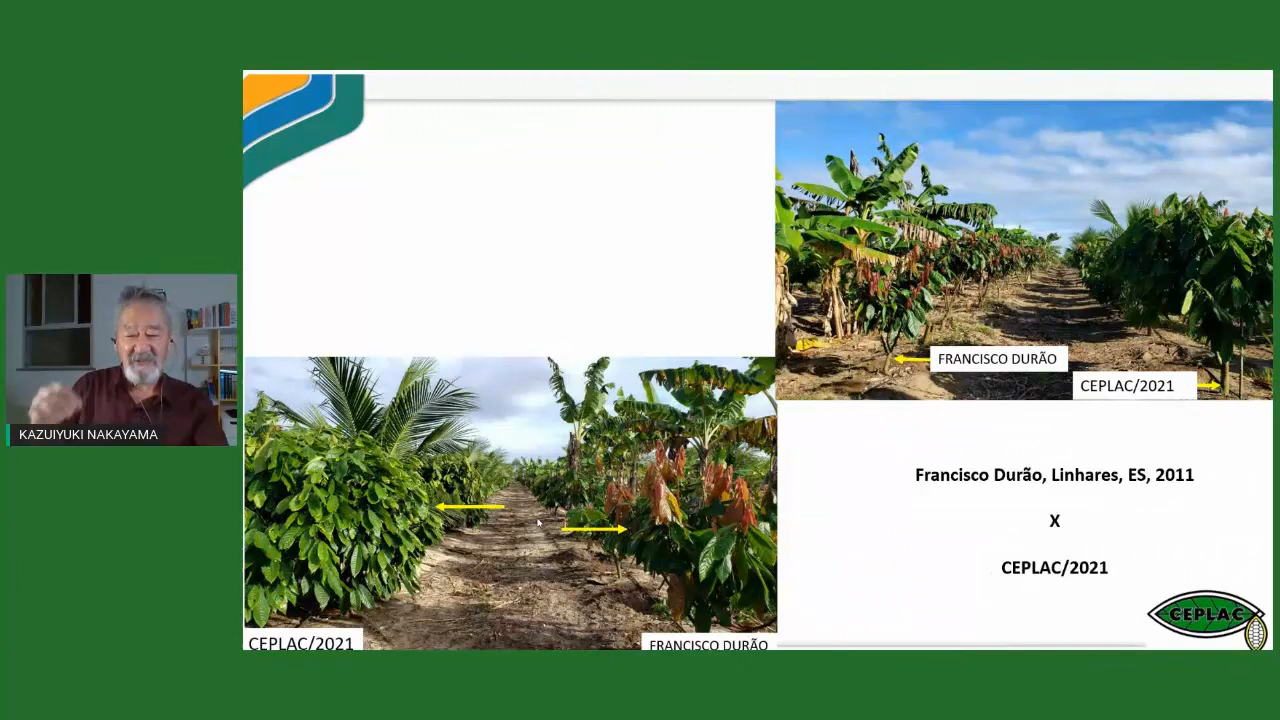 KAZUIYUKI NAKAYAMA
FRANCISCO DURÃO
CEPLAC/2021
CEPLAC/2021
FRANCISCO DURÃO
Francisco Durão, Linhares, ES, 2011
X
CEPLAC/2021
CEPLAC